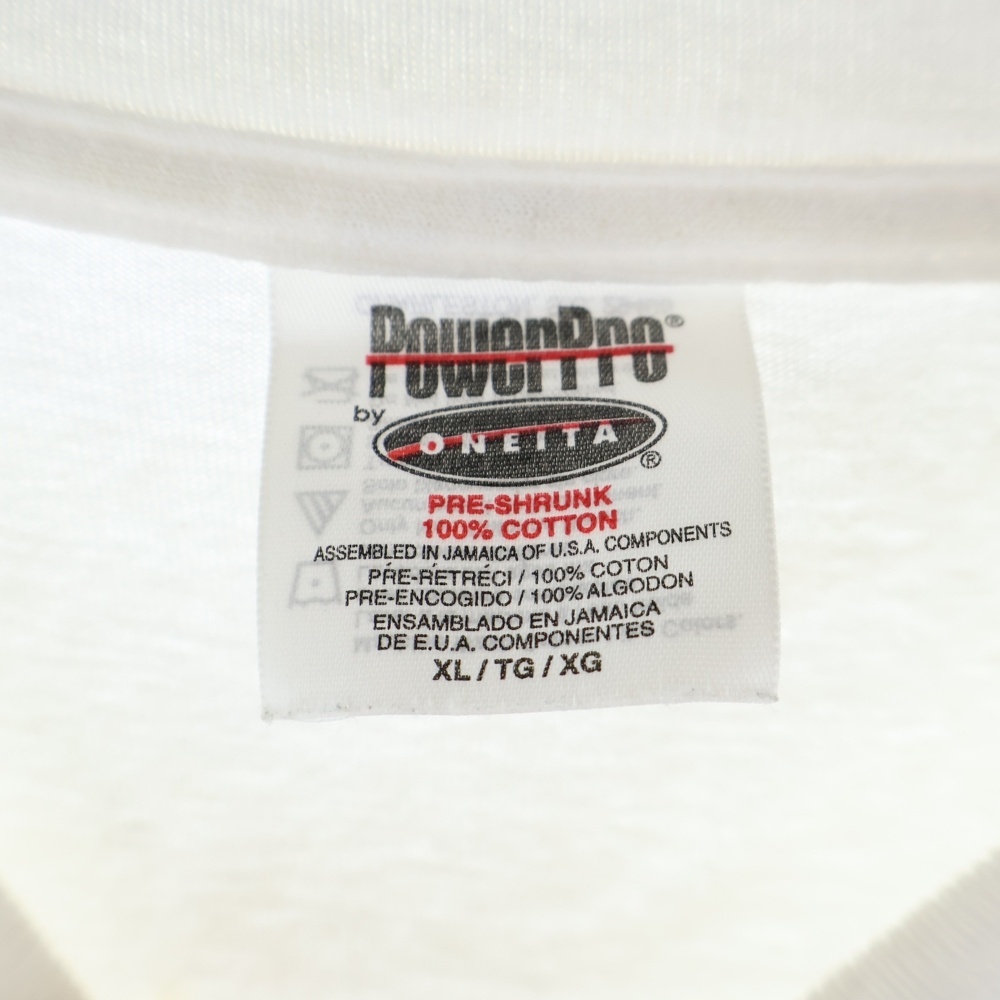 PowerPro®
by ONEITA®
PRE-SHRUNK
100% COTTON
ASSEMBLED IN JAMAICA OF U.S.A. COMPONENTS
PRÉ-RÉTRÉCI / 100% COTON
PRE-ENCOGIDO / 100% ALGODON
ENSAMBLADO EN JAMAICA
DE E.U.A. COMPONENTES
XL / TG / XG